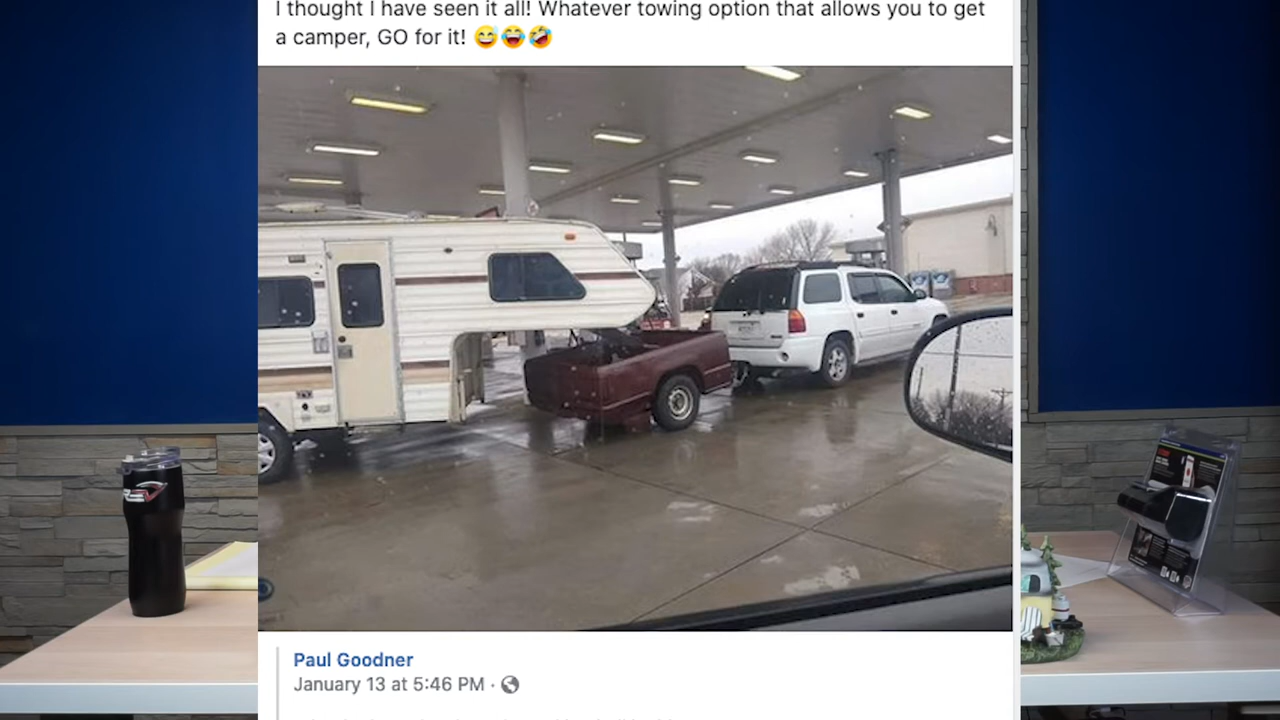 I thought I have seen it all! Whatever towing option that allows you to get
a camper, GO for it! 😅😂🤣
Paul Goodner
January 13 at 5:46 PM ·